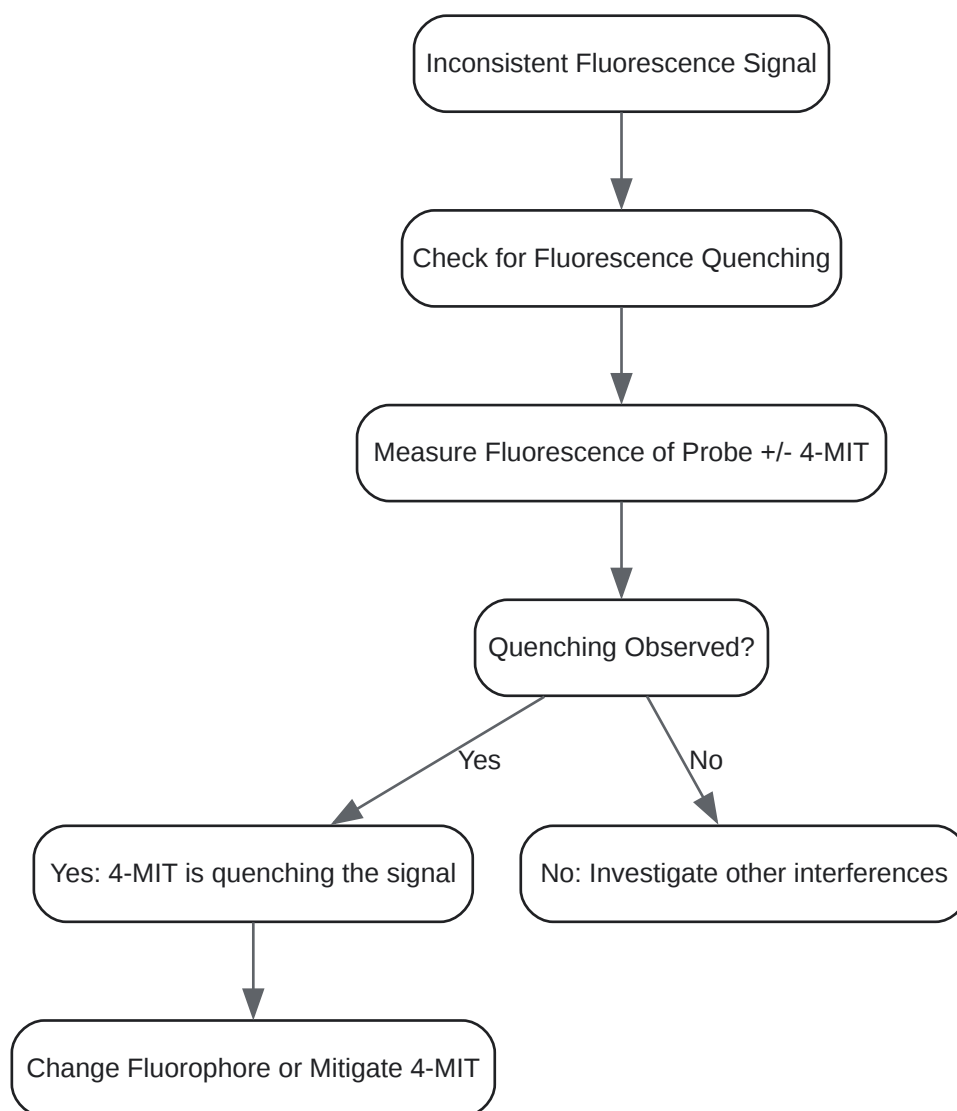 Inconsistent Fluorescence Signal
Check for Fluorescence Quenching
Measure Fluorescence of Probe +/- 4-MIT
Quenching Observed?
Yes
No
Yes: 4-MIT is quenching the signal
No: Investigate other interferences
Change Fluorophore or Mitigate 4-MIT